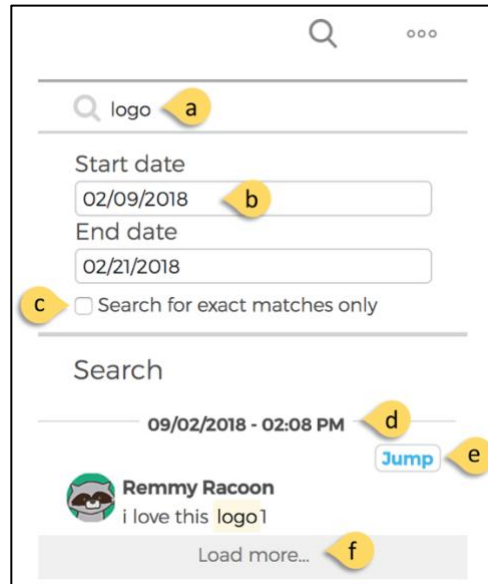 ooo
logo a
Start date
02/09/2018 b
End date
02/21/2018
c Search for exact matches only
Search
09/02/2018 - 02:08 PM d
Jump e
Remmy Racoon
i love this logo1
Load more... f